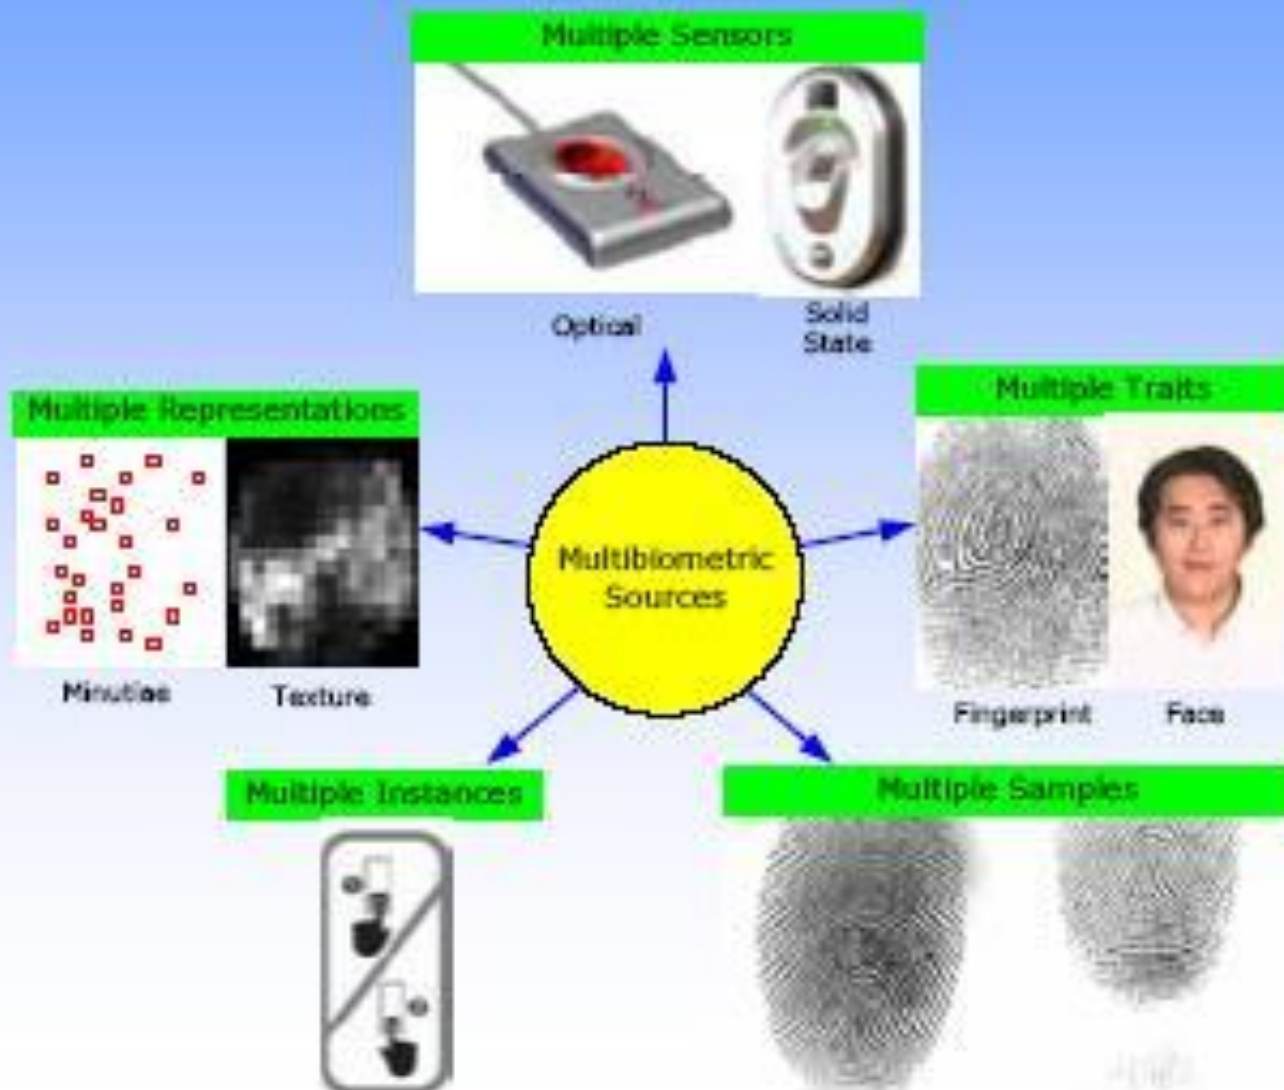 Multiple Sensors
Optical
Solid
State
Multiple Representations
Minutiae
Texture
Multiple Traits
Fingerprint
Face
Multibiometric
Sources
Multiple Instances
Multiple Samples